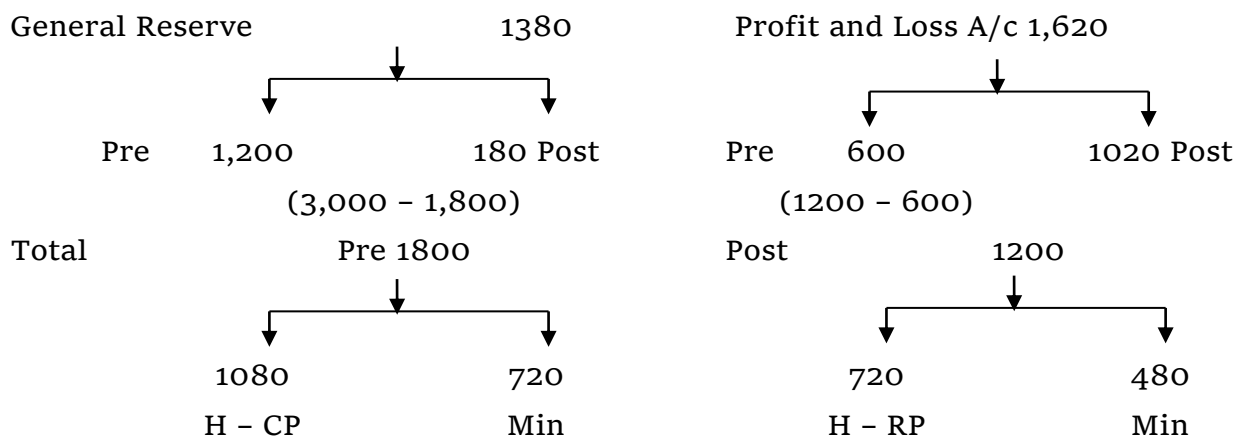 General Reserve 1380 Profit and Loss A/c 1,620
Pre 1,200 180 Post Pre 600 1020 Post
(3,000 – 1,800) (1200 – 600)
Total Pre 1800 Post 1200
1080 720 720 480
H – CP Min H – RP Min